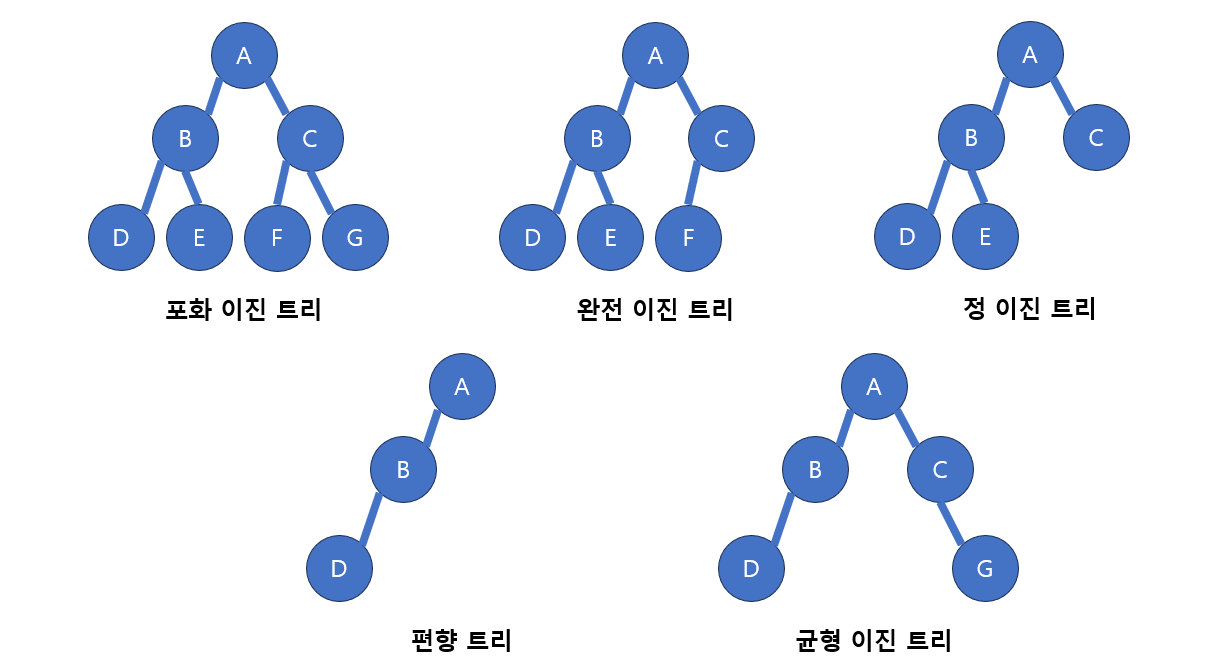 A A A
B C B C B C
D E F G D E F D E
포화 이진 트리 완전 이진 트리 정 이진 트리
A A
B B C
D D G
편향 트리 균형 이진 트리